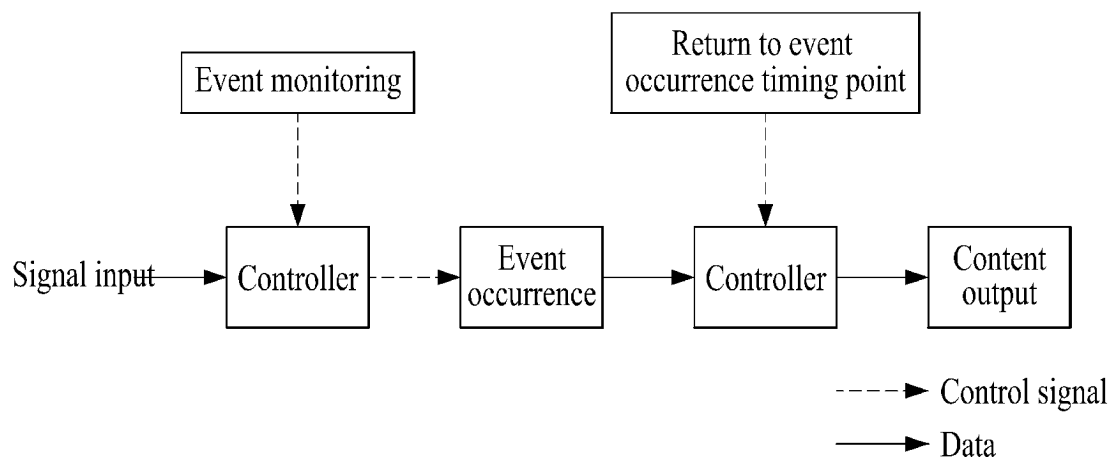 Event monitoring
Return to event
occurrence timing point
Signal input
Controller
Event
occurrence
Controller
Content
output
Control signal
Data